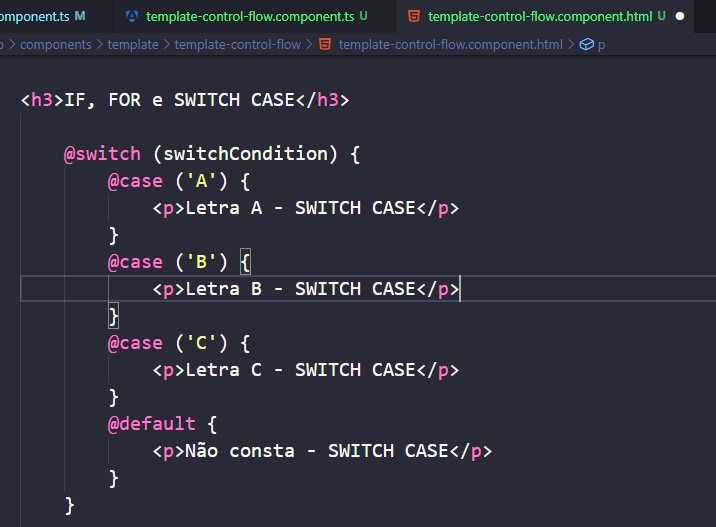 omponent.ts M template-control-flow.component.ts U template-control-flow.component.html U
components > template > template-control-flow > template-control-flow.component.html > p
<h3>IF, FOR e SWITCH CASE</h3>
@switch (switchCondition) {
@case ('A') {
<p>Letra A - SWITCH CASE</p>
}
@case ('B') {
<p>Letra B - SWITCH CASE</p>
}
@case ('C') {
<p>Letra C - SWITCH CASE</p>
}
@default {
<p>Não consta - SWITCH CASE</p>
}
}